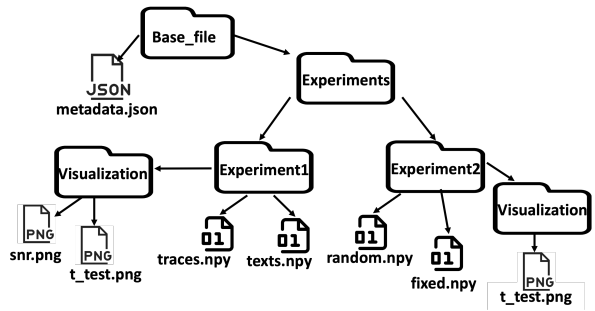 Base_file
JSON
metadata.json
Experiments
Visualization
Experiment1
Experiment2
Visualization
PNG
snr.png
PNG
t_test.png
01
traces.npy
01
texts.npy
01
random.npy
01
fixed.npy
PNG
t_test.png